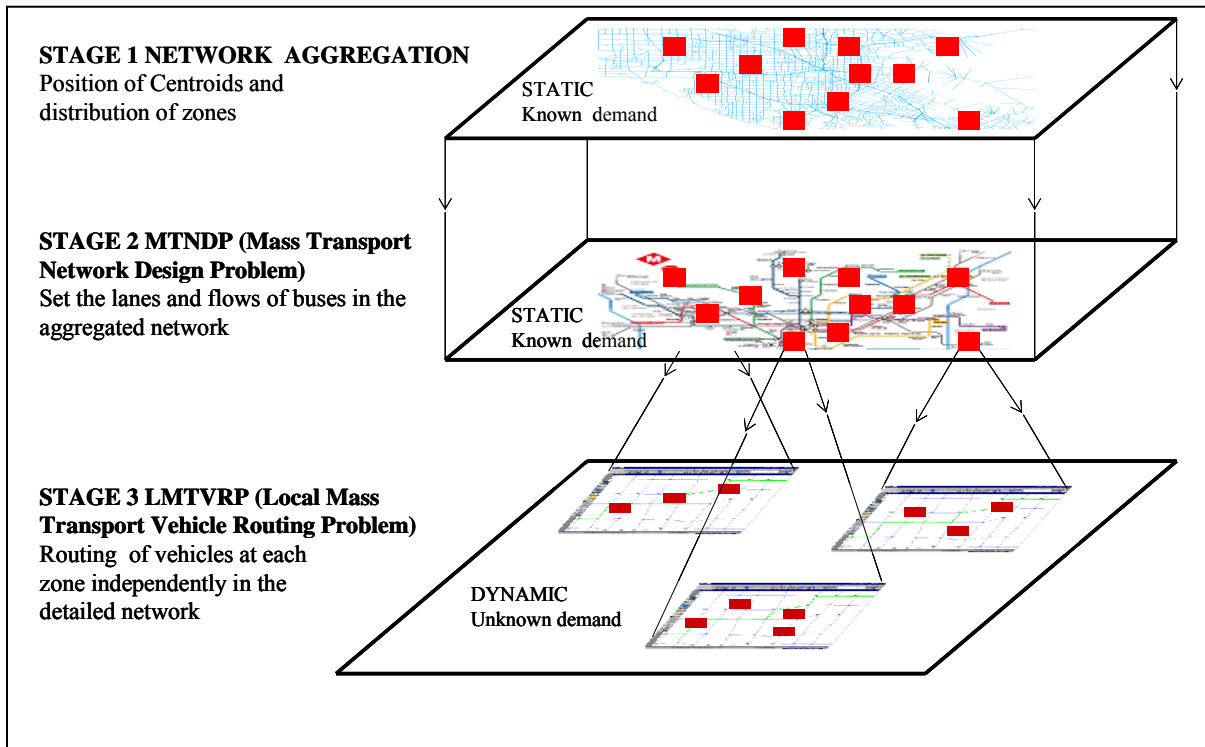 STAGE 1 NETWORK AGGREGATION
Position of Centroids and
distribution of zones
STATIC
Known demand
STAGE 2 MTNDP (Mass Transport
Network Design Problem)
Set the lanes and flows of buses in the
aggregated network
M
STATIC
Known demand
STAGE 3 LMTVRP (Local Mass
Transport Vehicle Routing Problem)
Routing of vehicles at each
zone independently in the
detailed network
DYNAMIC
Unknown demand